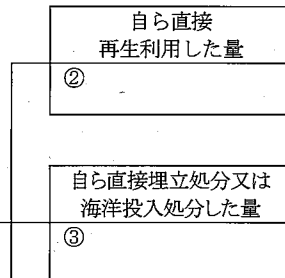 自ら直接
再生利用した量
②
自ら直接埋立処分又は
海洋投入処分した量
③